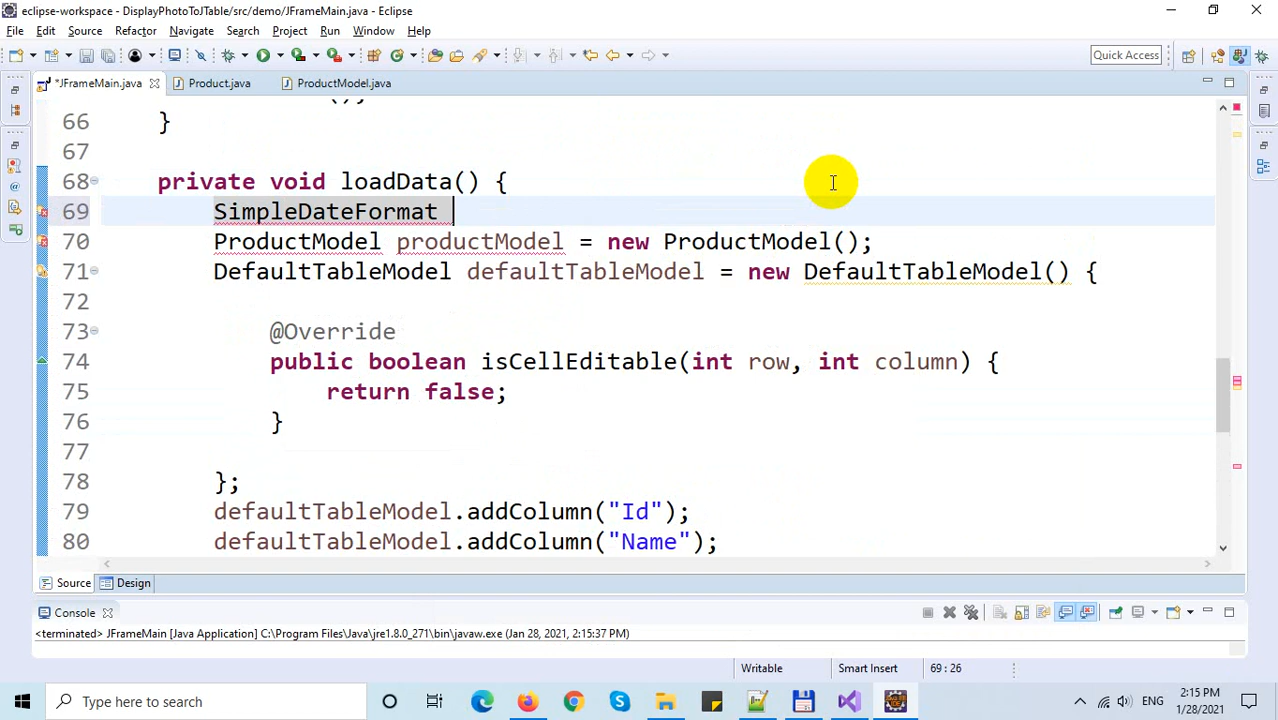 eclipse-workspace - DisplayPhotoToJTable/src/demo/JFrameMain.java - Eclipse
File Edit Source Refactor Navigate Search Project Run Window Help
Quick Access
*JFrameMain.java Product.java ProductModel.java
66 }
67
68 private void loadData() {
69 SimpleDateFormat
70 ProductModel productModel = new ProductModel();
71 DefaultTableModel defaultTableModel = new DefaultTableModel() {
72
73 @Override
74 public boolean isCellEditable(int row, int column) {
75 return false;
76 }
77
78 };
79 defaultTableModel.addColumn("Id");
80 defaultTableModel.addColumn("Name");
Source Design
Console
<terminated> JFrameMain [Java Application] C:\Program Files\Java\jre1.8.0_271\bin\javaw.exe (Jan 28, 2021, 2:15:37 PM)
Writable Smart Insert 69 : 26
Type here to search
ENG
2:15 PM
1/28/2021